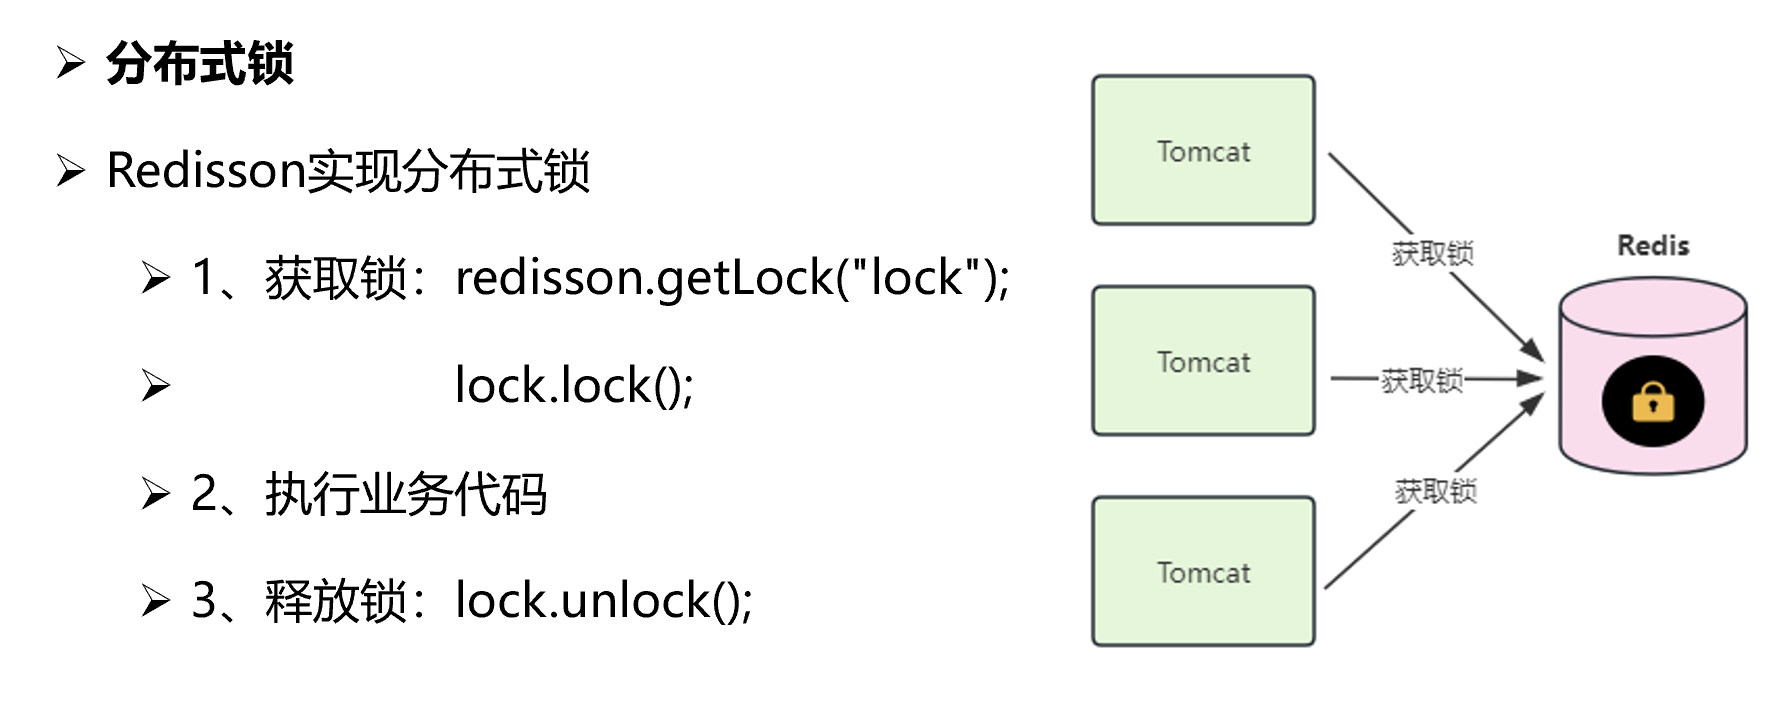 分布式锁
Redisson实现分布式锁
1、获取锁：redisson.getLock("lock");
lock.lock();
2、执行业务代码
3、释放锁：lock.unlock();
Tomcat
获取锁
Redis
Tomcat
获取锁
获取锁
Tomcat